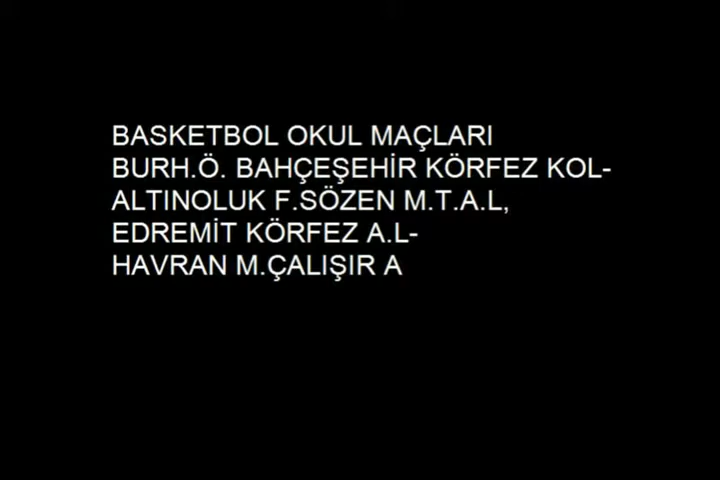 BASKETBOL OKUL MAÇLARI
BURH.Ö. BAHÇEŞEHİR KÖRFEZ KOL-
ALTINOLUK F.SÖZEN M.T.A.L,
EDREMİT KÖRFEZ A.L-
HAVRAN M.ÇALIŞIR A